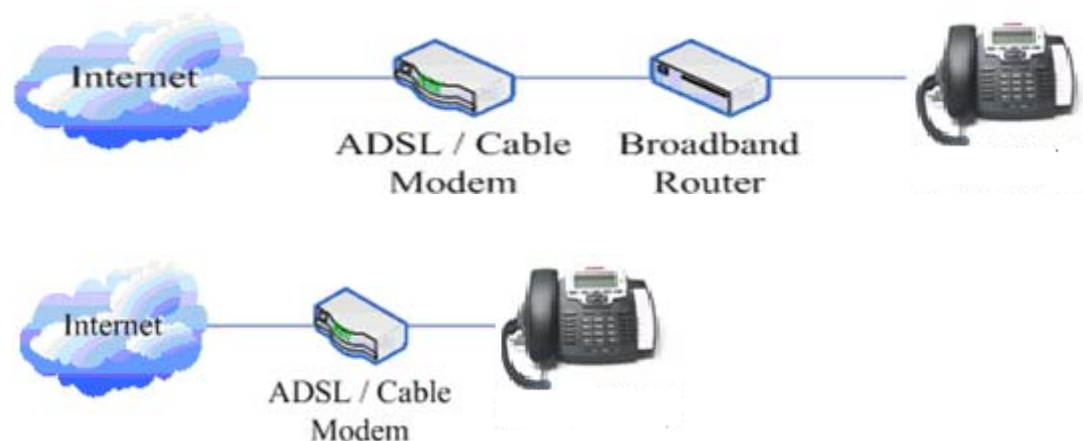 Internet
ADSL / Cable
Modem
Broadband
Router
Internet
ADSL / Cable
Modem